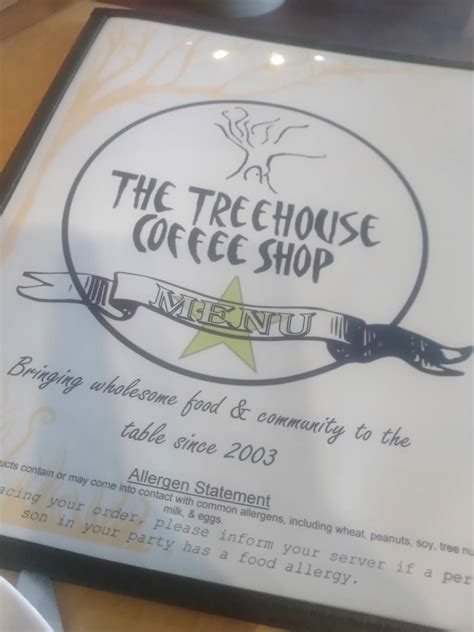 THE TREEHOUSE
COFFEE SHOP
MENU
Bringing wholesome food & community to the
table since 2003
Allergen Statement
ucts contain or may come into contact with common allergens, including wheat, peanuts, soy, tree nu
milk, & eggs.
acing your order, please inform your server if a per
son in your party has a food allergy.